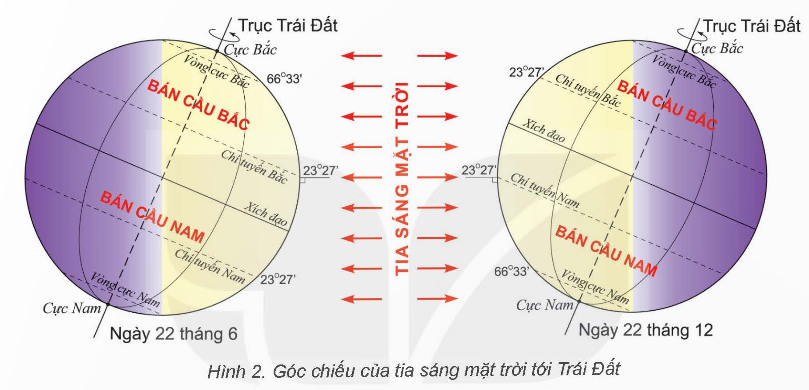 Trục Trái Đất
Cực Bắc
Vòng cực Bắc
66°33'
BÁN CẦU BẮC
Chí tuyến Bắc
23°27'
Xích đạo
BÁN CẦU NAM
Chí tuyến Nam
23°27'
Vòng cực Nam
Cực Nam
Ngày 22 tháng 6
TIA SÁNG MẶT TRỜI
Trục Trái Đất
Cực Bắc
Vòng cực Bắc
23°27'
Chí tuyến Bắc
BÁN CẦU BẮC
Xích đạo
23°27'
Chí tuyến Nam
BÁN CẦU NAM
66°33'
Vòng cực Nam
Cực Nam
Ngày 22 tháng 12
Hình 2. Góc chiếu của tia sáng mặt trời tới Trái Đất